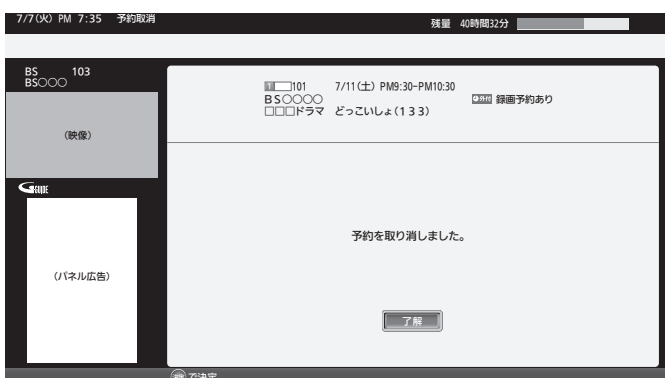 7/7(火) PM 7:35 予約取消
残量 40時間32分
BS 103
BS○○○
(映像)
101 7/11(土) PM9:30-PM10:30
BS○○○○
録画予約あり
□□□ドラマ どっこいしょ(133)
G GUIDE
(パネル広告)
予約を取り消しました。
了解
で決定